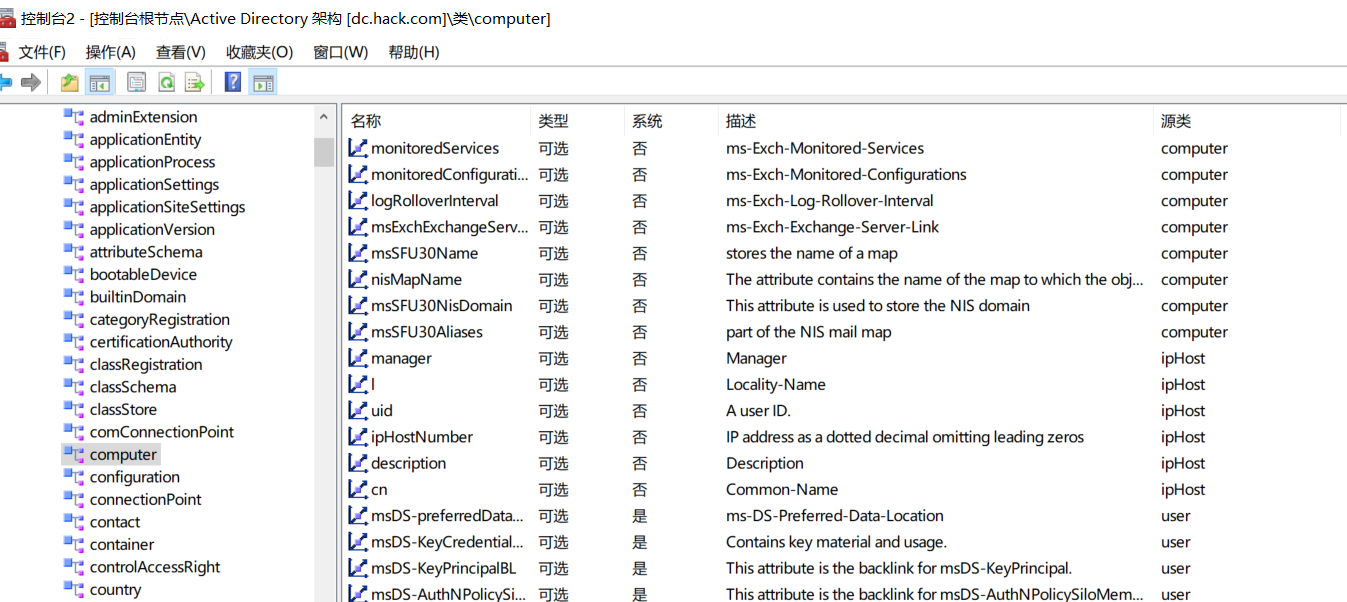 控制台2 - [控制台根节点\Active Directory 架构 [dc.hack.com]\类\computer]
文件(F) 操作(A) 查看(V) 收藏夹(O) 窗口(W) 帮助(H)
adminExtension
applicationEntity
applicationProcess
applicationSettings
applicationSiteSettings
applicationVersion
attributeSchema
bootableDevice
builtinDomain
categoryRegistration
certificationAuthority
classRegistration
classSchema
classStore
comConnectionPoint
computer
configuration
connectionPoint
contact
container
controlAccessRight
country
名称 类型 系统 描述 源类
monitoredServices 可选 否 ms-Exch-Monitored-Services computer
monitoredConfigurati... 可选 否 ms-Exch-Monitored-Configurations computer
logRolloverInterval 可选 否 ms-Exch-Log-Rollover-Interval computer
msExchExchangeServ... 可选 否 ms-Exch-Exchange-Server-Link computer
msSFU30Name 可选 否 stores the name of a map computer
nisMapName 可选 否 The attribute contains the name of the map to which the obj... computer
msSFU30NisDomain 可选 否 This attribute is used to store the NIS domain computer
msSFU30Aliases 可选 否 part of the NIS mail map computer
manager 可选 否 Manager ipHost
l 可选 否 Locality-Name ipHost
uid 可选 否 A user ID. ipHost
ipHostNumber 可选 否 IP address as a dotted decimal omitting leading zeros ipHost
description 可选 否 Description ipHost
cn 可选 否 Common-Name ipHost
msDS-preferredData... 可选 是 ms-DS-Preferred-Data-Location user
msDS-KeyCredential... 可选 是 Contains key material and usage. user
msDS-KeyPrincipalBL 可选 是 This attribute is the backlink for msDS-KeyPrincipal. user
msDS-AuthNPolicySi... 可选 是 This attribute is the backlink for msDS-AuthNPolicySiloMem... user